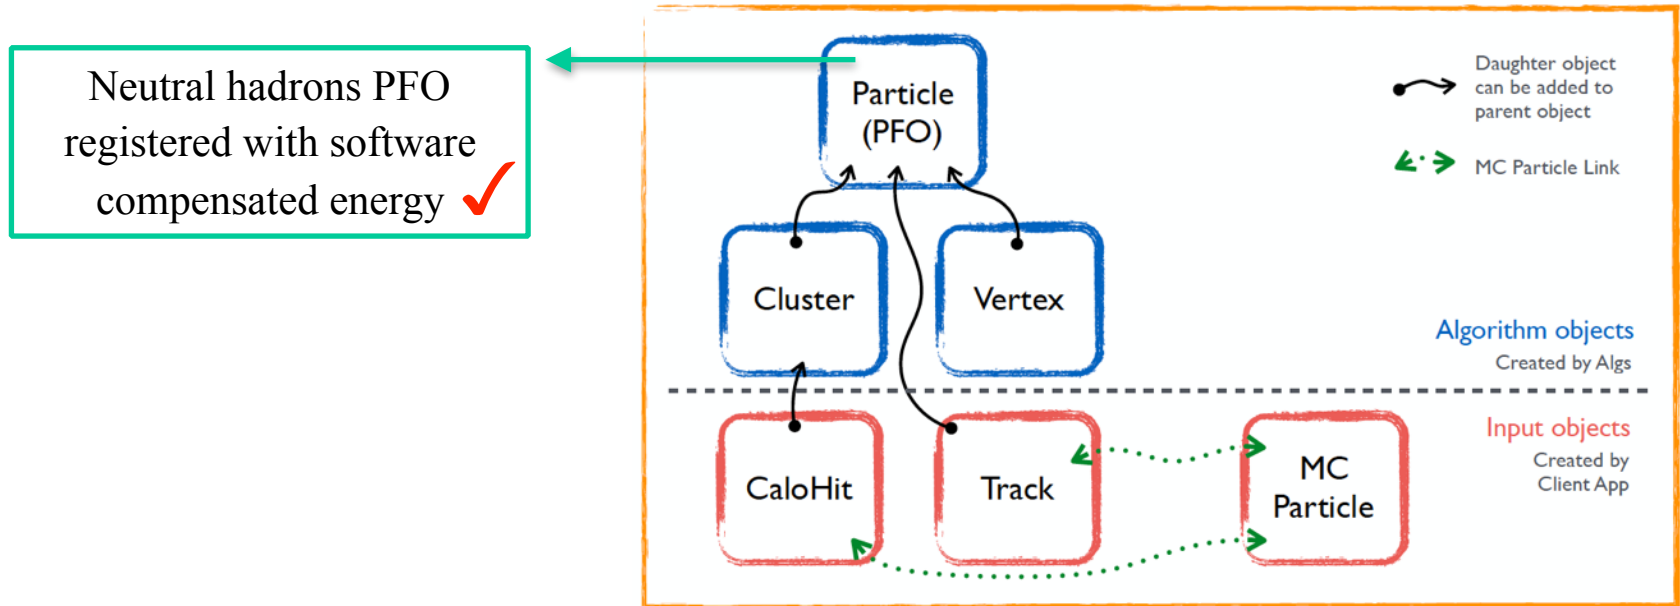 Neutral hadrons PFO
registered with software
compensated energy
Particle
(PFO)
Daughter object
can be added to
parent object
MC Particle Link
Cluster
Vertex
Algorithm objects
Created by Algs
CaloHit
Track
MC
Particle
Input objects
Created by
Client App